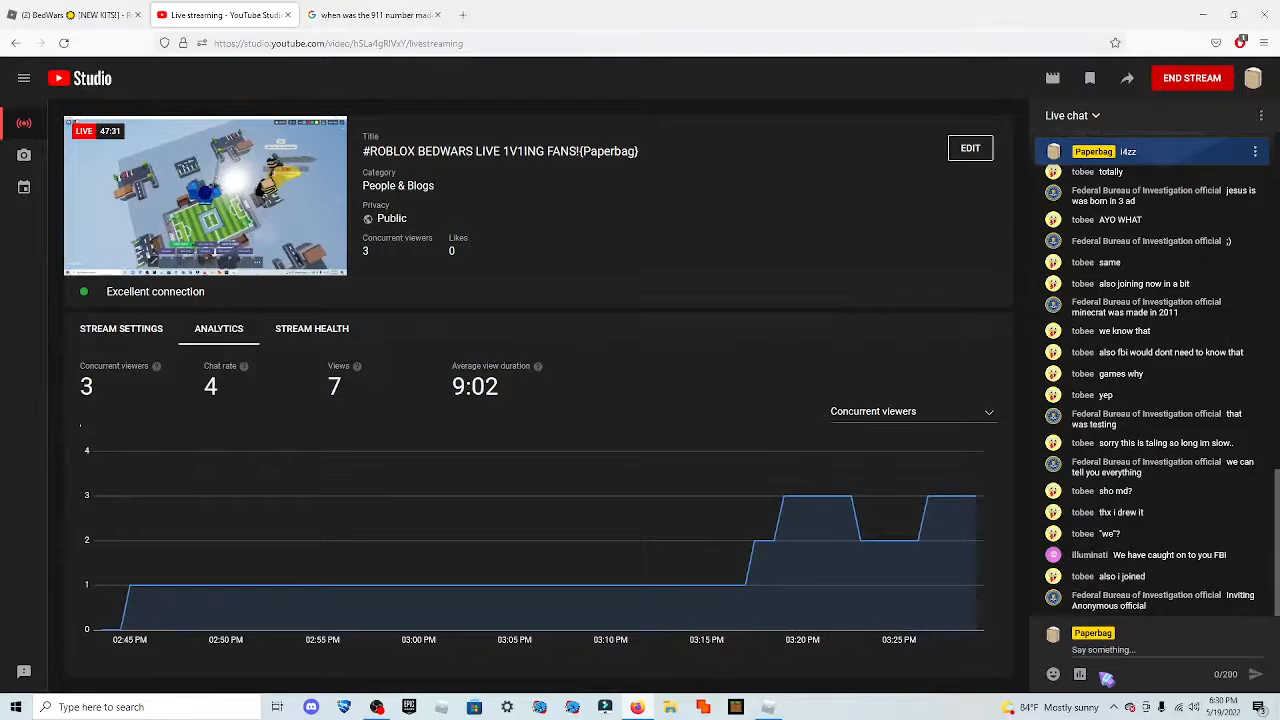 (2) BedWars 🌟 [NEW KITS!] - R
Live streaming - YouTube Studio
when was the 911 number mad
https://studio.youtube.com/video/hSLa4gRIVxY/livestreaming
Studio
END STREAM
LIVE 47:31
Title
#ROBLOX BEDWARS LIVE 1V1ING FANS!{Paperbag}
EDIT
Category
People & Blogs
Privacy
Public
Concurrent viewers Likes
3 0
Excellent connection
STREAM SETTINGS ANALYTICS STREAM HEALTH
Concurrent viewers Chat rate Views Average view duration
3 4 7 9:02
Concurrent viewers
4
3
2
1
0
02:45 PM 02:50 PM 02:55 PM 03:00 PM 03:05 PM 03:10 PM 03:15 PM 03:20 PM 03:25 PM
Live chat
Paperbag i4zz
tobee totally
Federal Bureau of Investigation official jesus is
was born in 3 ad
tobee AYO WHAT
Federal Bureau of Investigation official ;)
tobee same
tobee also joining now in a bit
Federal Bureau of Investigation official
minecrat was made in 2011
tobee we know that
tobee also fbi would dont need to know that
tobee games why
tobee yep
Federal Bureau of Investigation official that
was testing
tobee sorry this is taling so long im slow..
Federal Bureau of Investigation official we can
tell you everything
tobee sho md?
tobee thx i drew it
tobee "we"?
illuminati We have caught on to you FBI
tobee also i joined
Federal Bureau of Investigation official Inviting
Anonymous official
Paperbag
Say something...
0/200
Type here to search
84°F Mostly sunny
6:30 PM
5/19/2022